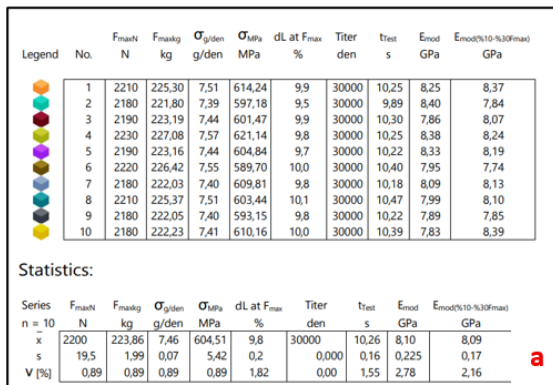 FmaxN Fmaxkg σg/den σMPa dL at Fmax Titer tTest Emod Emod(%10-%30Fmax)
Legend No. N kg g/den MPa % den s GPa GPa
1 2210 225,30 7,51 614,24 9,9 30000 10,25 8,25 8,37
2 2180 221,80 7,39 597,18 9,5 30000 9,89 8,40 7,84
3 2190 223,19 7,44 601,47 9,9 30000 10,30 7,86 8,07
4 2230 227,08 7,57 621,14 9,8 30000 10,25 8,38 8,24
5 2190 223,16 7,44 604,84 9,7 30000 10,22 8,33 8,19
6 2220 226,42 7,55 589,70 10,0 30000 10,40 7,95 7,74
7 2180 222,03 7,40 609,81 9,8 30000 10,18 8,09 8,13
8 2210 225,37 7,51 603,44 10,1 30000 10,47 7,99 8,10
9 2180 222,05 7,40 593,15 9,8 30000 10,22 7,89 7,85
10 2180 222,23 7,41 610,16 10,0 30000 10,39 7,83 8,39
Statistics:
Series FmaxN Fmaxkg σg/den σMPa dL at Fmax Titer tTest Emod Emod(%10-%30Fmax)
n = 10 N kg g/den MPa % den s GPa GPa
x̄ 2200 223,86 7,46 604,51 9,8 30000 10,26 8,10 8,09
s 19,5 1,99 0,07 5,42 0,2 0,000 0,16 0,225 0,17
V [%] 0,89 0,89 0,89 0,89 1,82 0,00 1,55 2,78 2,16
a